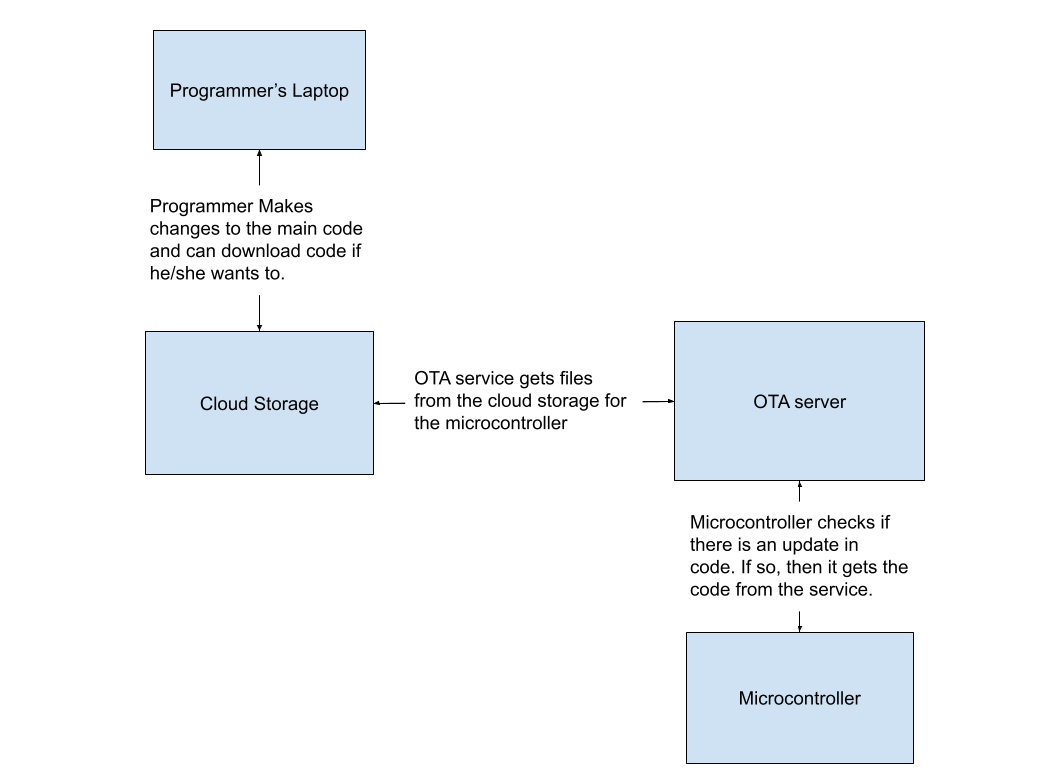 Programmer’s Laptop
Programmer Makes
changes to the main code
and can download code if
he/she wants to.
Cloud Storage
OTA service gets files
from the cloud storage for
the microcontroller
OTA server
Microcontroller checks if
there is an update in
code. If so, then it gets the
code from the service.
Microcontroller